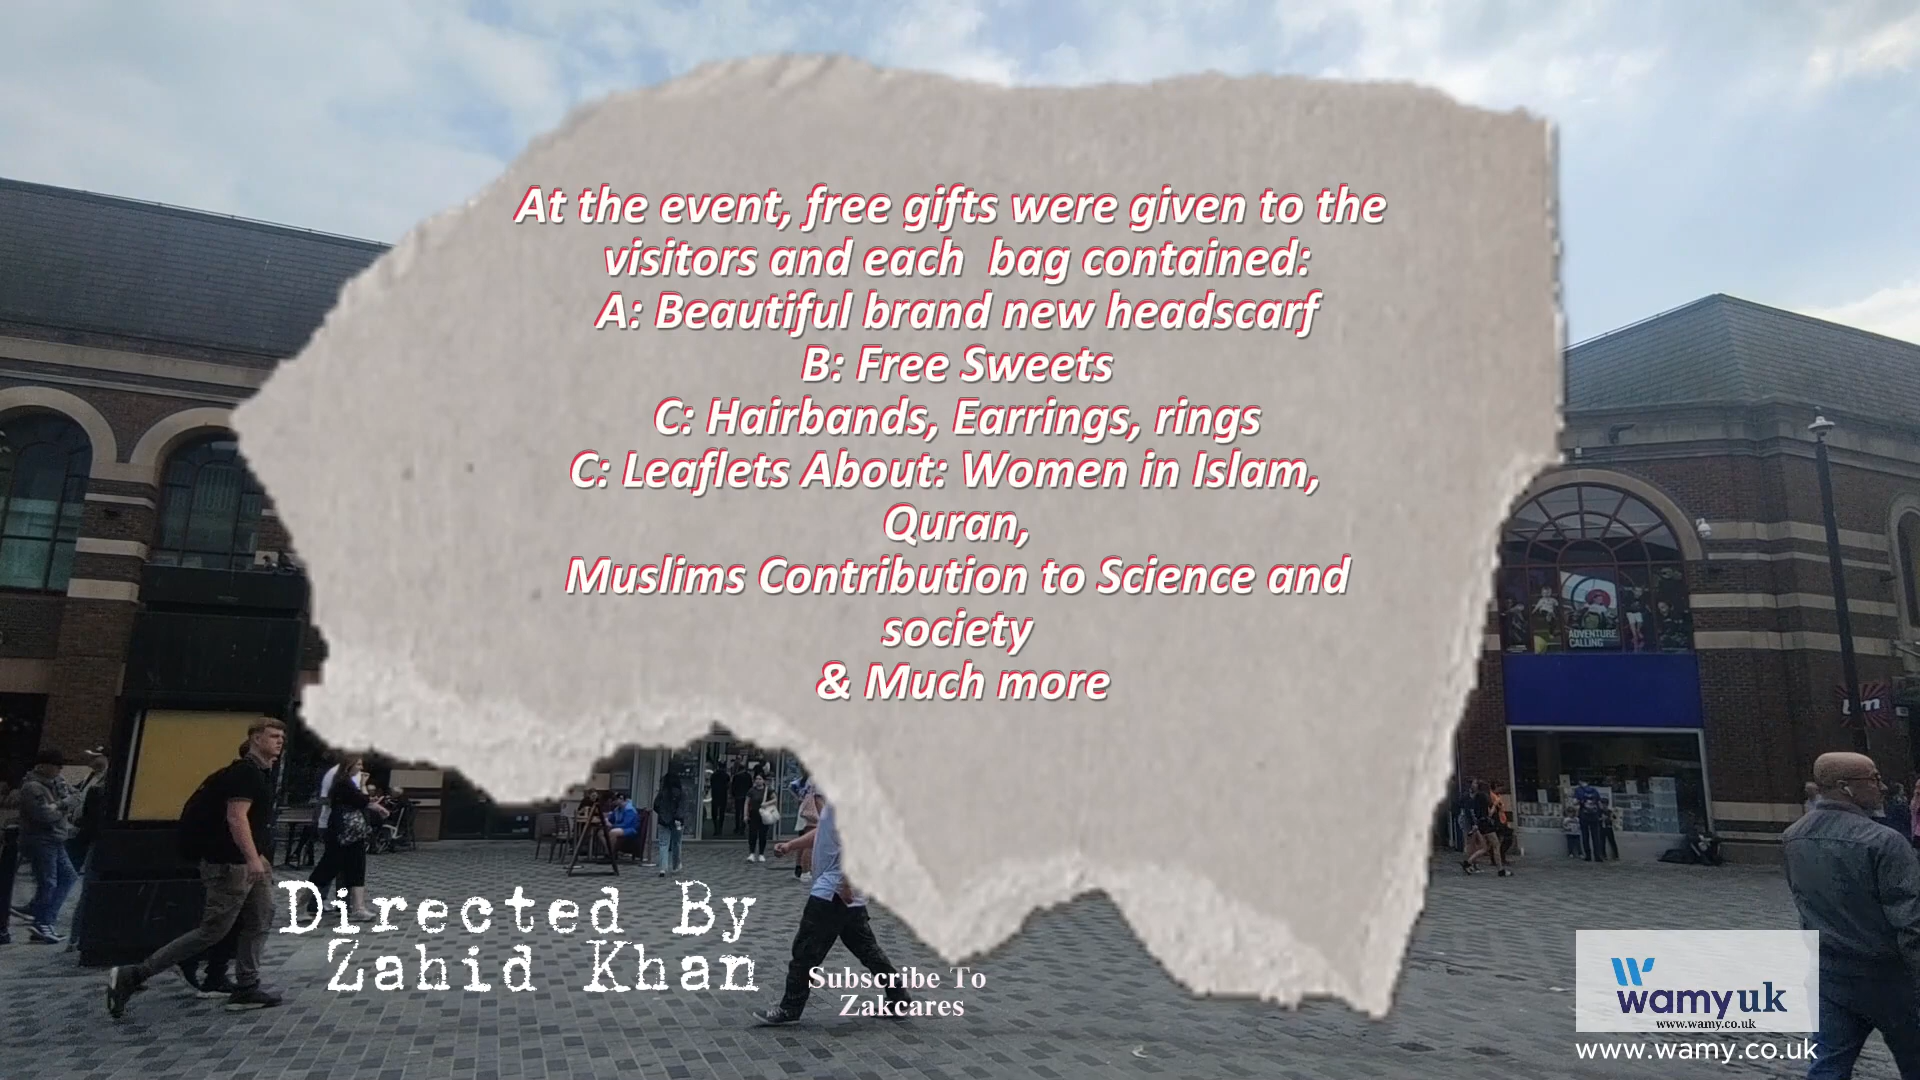 At the event, free gifts were given to the
visitors and each bag contained:
A: Beautiful brand new headscarf
B: Free Sweets
C: Hairbands, Earrings, rings
C: Leaflets About: Women in Islam,
Quran,
Muslims Contribution to Science and
society
& Much more
ADVENTURE
CALLING
Directed By
Zahid Khan
Subscribe To
Zakcares
wamyuk
www.wamy.co.uk
www.wamy.co.uk